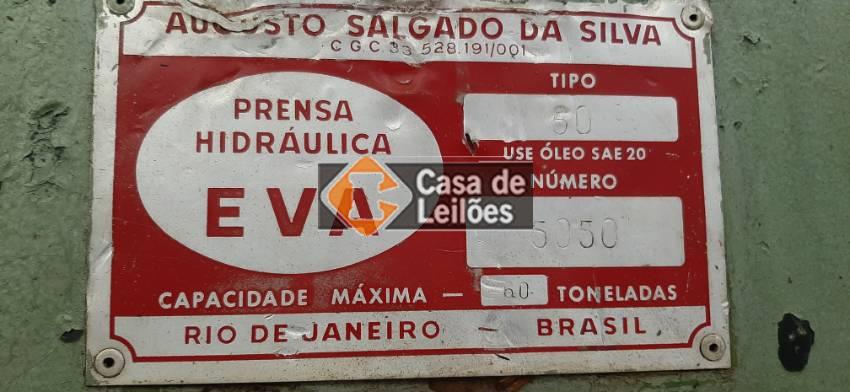 AUGUSTO SALGADO DA SILVA
C.G.C. 33 528.191/001
PRENSA
HIDRÁULICA
EVA
TIPO
60
USE ÓLEO SAE 20
NÚMERO
5050
CAPACIDADE MÁXIMA — 60 TONELADAS
RIO DE JANEIRO — BRASIL
Casa de
Leilões